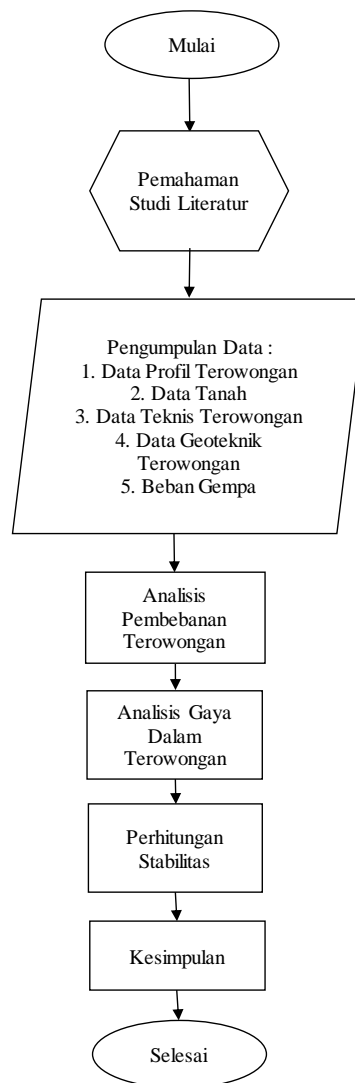 Mulai
Pemahaman
Studi Literatur
Pengumpulan Data :
1. Data Profil Terowongan
2. Data Tanah
3. Data Teknis Terowongan
4. Data Geoteknik
Terowongan
5. Beban Gempa
Analisis
Pembebanan
Terowongan
Analisis Gaya
Dalam
Terowongan
Perhitungan
Stabilitas
Kesimpulan
Selesai